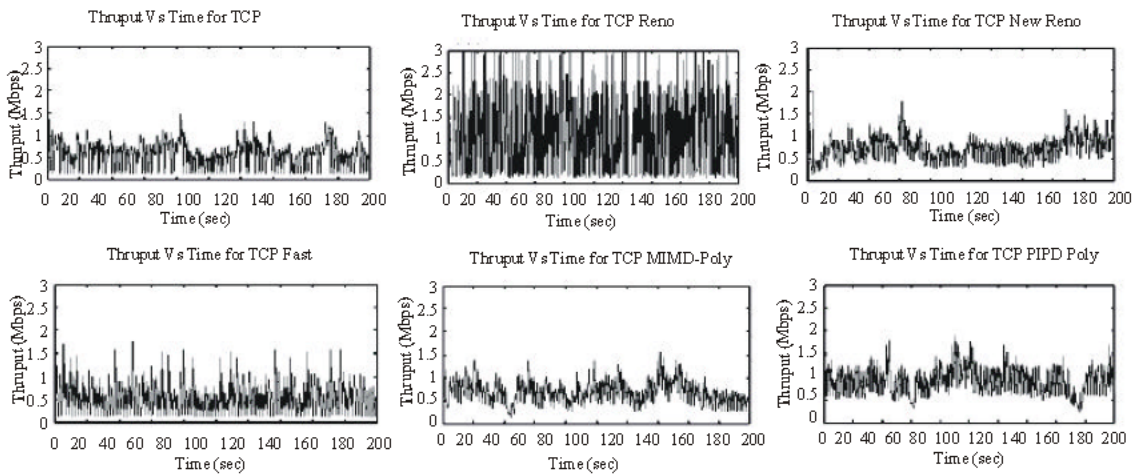 Thruput Vs Time for TCP
Thruput (Mbps)
3
2.5
2
1.5
1
0.5
0
0 20 40 60 80 100 120 140 160 180 200
Time (sec)
Thruput Vs Time for TCP Reno
Thruput (Mbps)
3
2.5
2
1.5
1
0.5
0
0 20 40 60 80 100 120 140 160 180 200
Time (sec)
Thruput Vs Time for TCP New Reno
Thruput (Mbps)
3
2.5
2
1.5
1
0.5
0
0 20 40 60 80 100 120 140 160 180 200
Time (sec)
Thruput Vs Time for TCP Fast
Thruput (Mbps)
3
2.5
2
1.5
1
0.5
0
0 20 40 60 80 100 120 140 160 180 200
Time (sec)
Thruput Vs Time for TCP MIMD-Poly
Thruput (Mbps)
3
2.5
2
1.5
1
0.5
0
0 20 40 60 80 100 120 140 160 180 200
Time (sec)
Thruput Vs Time for TCP PIPD Poly
Thruput (Mbps)
3
2.5
2
1.5
1
0.5
0
0 20 40 60 80 100 120 140 160 180 200
Time (sec)